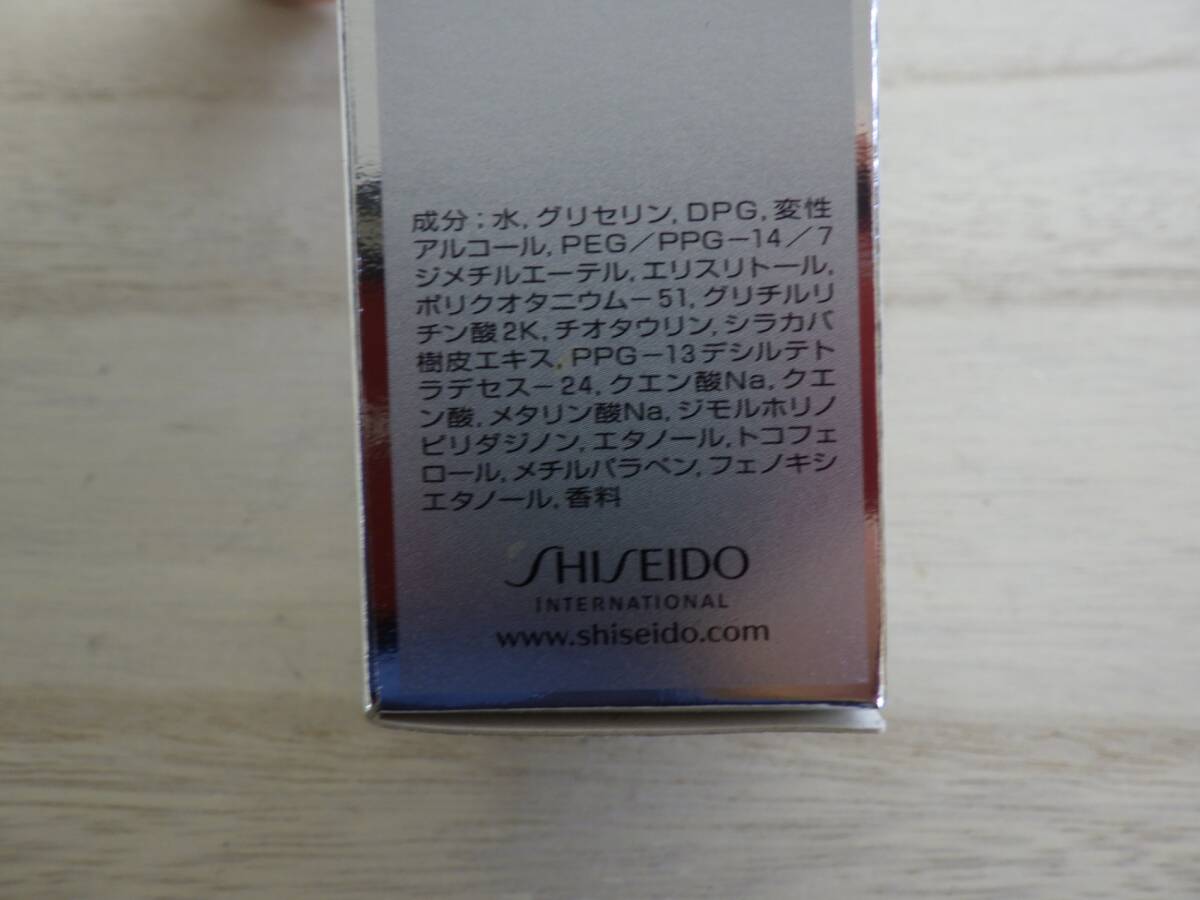 成分；水，グリセリン，DPG，変性
アルコール，PEG／PPG－14／7
ジメチルエーテル，エリスリトール，
ポリクオタニウム－51，グリチルリ
チン酸2K，チオタウリン，シラカバ
樹皮エキス，PPG－13デシルテト
ラデセス－24，クエン酸Na，クエ
ン酸，メタリン酸Na，ジモルホリノ
ピリダジノン，エタノール，トコフェ
ロール，メチルパラベン，フェノキシ
エタノール，香料
SHISEIDO
INTERNATIONAL
www.shiseido.com